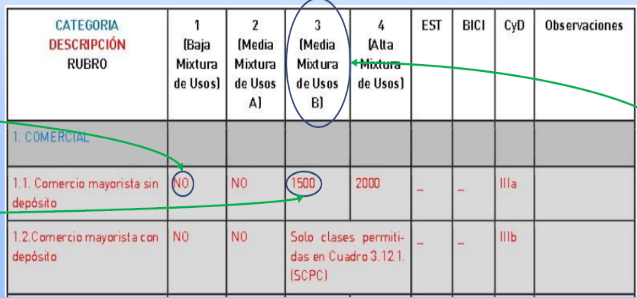 CATEGORIA
DESCRIPCIÓN
RUBRO
1
(Baja
Mixtura
de Usos)
2
(Media
Mixtura
de Usos
A)
3
(Media
Mixtura
de Usos
B)
4
(Alta
Mixtura
de Usos)
EST
BICI
CyD
Observaciones
1. COMERCIAL
1.1. Comercio mayorista sin
depósito
NO
NO
1500
2000
_
_
IIIa
1.2.Comercio mayorista con
depósito
NO
NO
Solo clases permiti-
das en Cuadro 3.12.1.
(SCPC)
_
_
IIIb